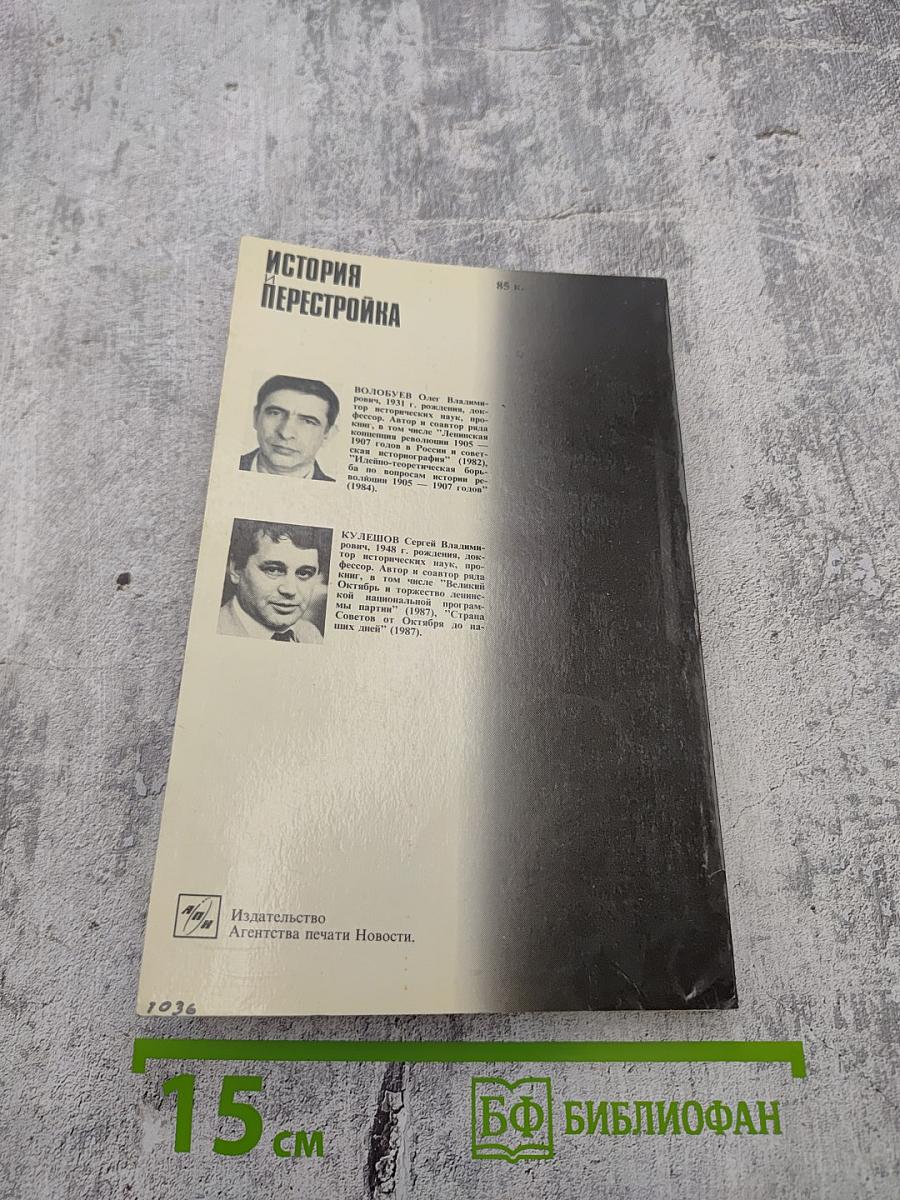 ИСТОРИЯ
И
ПЕРЕСТРОЙКА
85 к.
ВОЛОБУЕВ Олег Владими-
рович, 1931 г. рождения, док-
тор исторических наук, про-
фессор. Автор и соавтор ряда
книг, в том числе "Ленинская
концепция революции 1905 —
1907 годов в России и совет-
ская историография" (1982),
"Идейно-теоретическая борь-
ба по вопросам истории ре-
волюции 1905 — 1907 годов"
(1984).
КУЛЕШОВ Сергей Владими-
рович, 1948 г. рождения, док-
тор исторических наук, про-
фессор. Автор и соавтор ряда
книг, в том числе "Великий
Октябрь и торжество ленинс-
кой национальной програм-
мы партии" (1987), "Страна
Советов от Октября до на-
ших дней" (1987).
АПН
Издательство
Агентства печати Новости.
1036
15 см
БФ БИБЛИОФАН